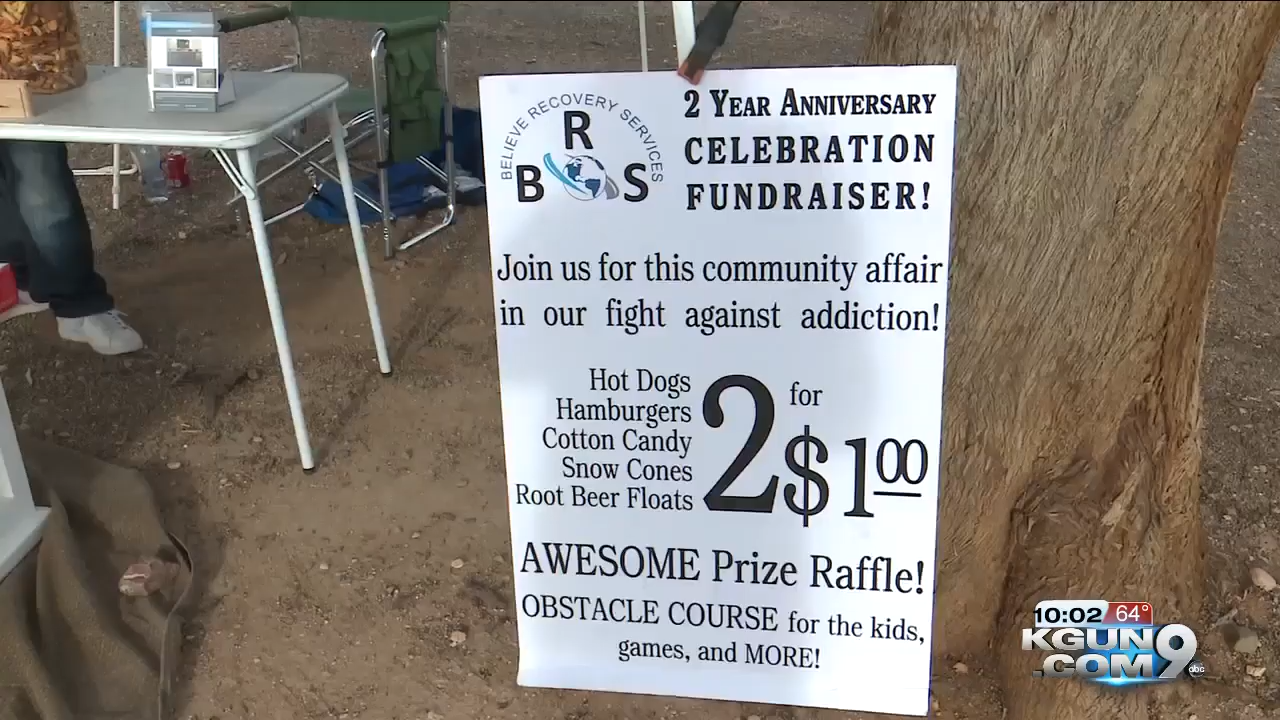 BELIEVE RECOVERY SERVICES
R
B S
2 YEAR ANNIVERSARY
CELEBRATION
FUNDRAISER!
Join us for this community affair
in our fight against addiction!
Hot Dogs
Hamburgers
Cotton Candy
Snow Cones
Root Beer Floats
2 for
$100
AWESOME Prize Raffle!
OBSTACLE COURSE for the kids,
games, and MORE!
10:02 64°
KGUN9
.COM abc